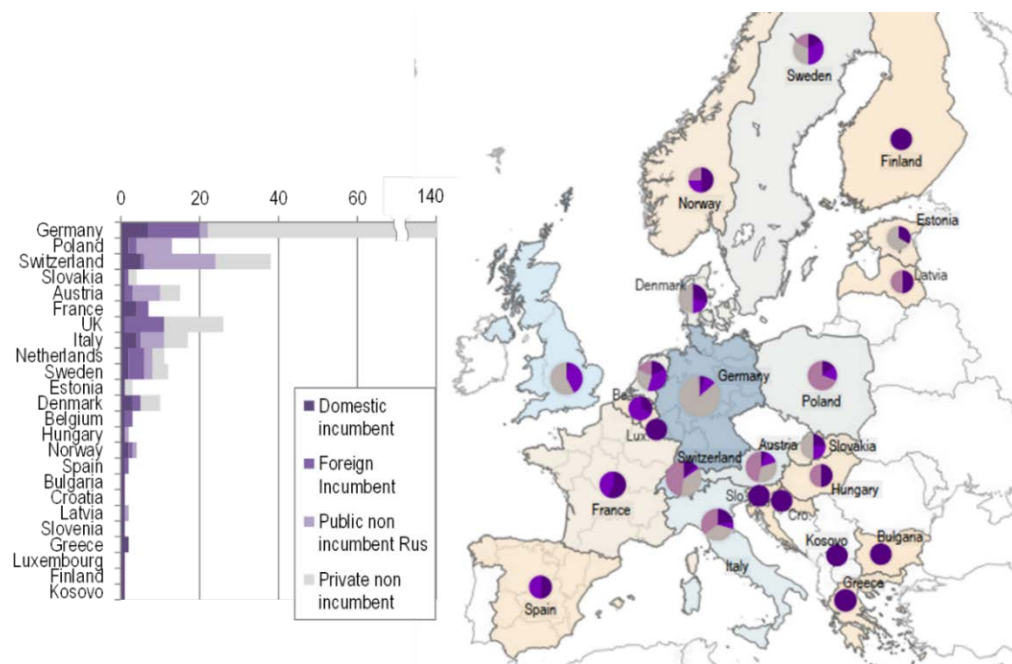 0 20 40 60 140
Germany
Poland
Switzerland
Slovakia
Austria
France
UK
Italy
Netherlands
Sweden
Estonia
Denmark
Belgium
Hungary
Norway
Spain
Bulgaria
Croatia
Latvia
Slovenia
Greece
Luxembourg
Finland
Kosovo
Domestic
incumbent
Foreign
Incumbent
Public non
incumbent Rus
Private non
incumbent
Sweden
Finland
Norway
Estonia
Latvia
Denmark
Germany
Poland
Lux.
Austria
Slovakia
Switzerland
Hungary
Slo.
Cro.
France
Kosovo
Bulgaria
Italy
Greece
Spain